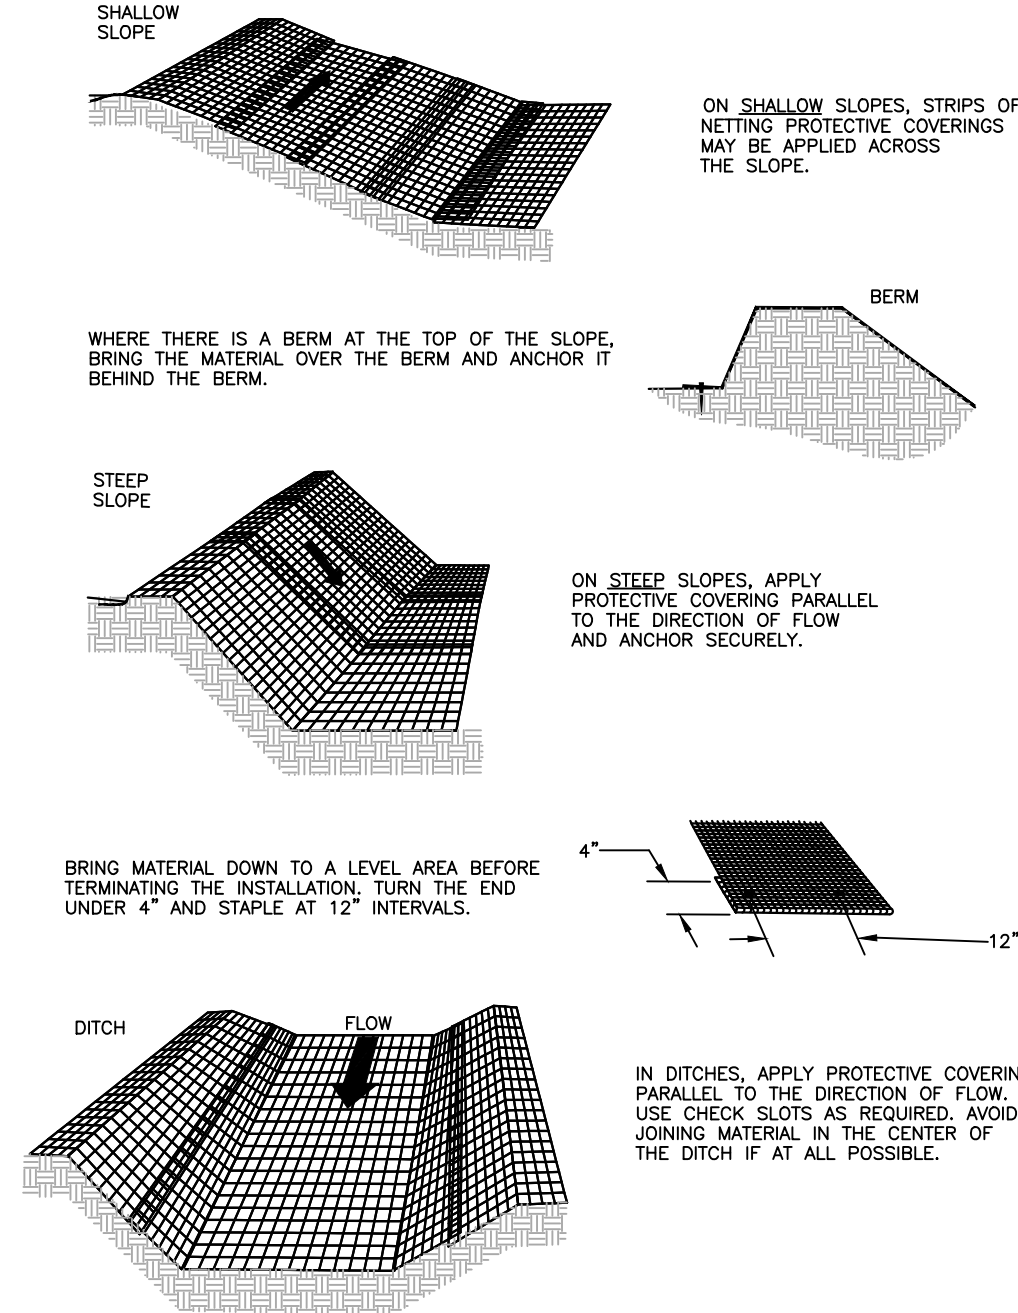 SHALLOW
SLOPE
ON SHALLOW SLOPES, STRIPS OF
NETTING PROTECTIVE COVERINGS
MAY BE APPLIED ACROSS
THE SLOPE.
BERM
WHERE THERE IS A BERM AT THE TOP OF THE SLOPE,
BRING THE MATERIAL OVER THE BERM AND ANCHOR IT
BEHIND THE BERM.
STEEP
SLOPE
ON STEEP SLOPES, APPLY
PROTECTIVE COVERING PARALLEL
TO THE DIRECTION OF FLOW
AND ANCHOR SECURELY.
4"
BRING MATERIAL DOWN TO A LEVEL AREA BEFORE
TERMINATING THE INSTALLATION. TURN THE END
UNDER 4" AND STAPLE AT 12" INTERVALS.
12"
DITCH
FLOW
IN DITCHES, APPLY PROTECTIVE COVERIN
PARALLEL TO THE DIRECTION OF FLOW.
USE CHECK SLOTS AS REQUIRED. AVOID
JOINING MATERIAL IN THE CENTER OF
THE DITCH IF AT ALL POSSIBLE.